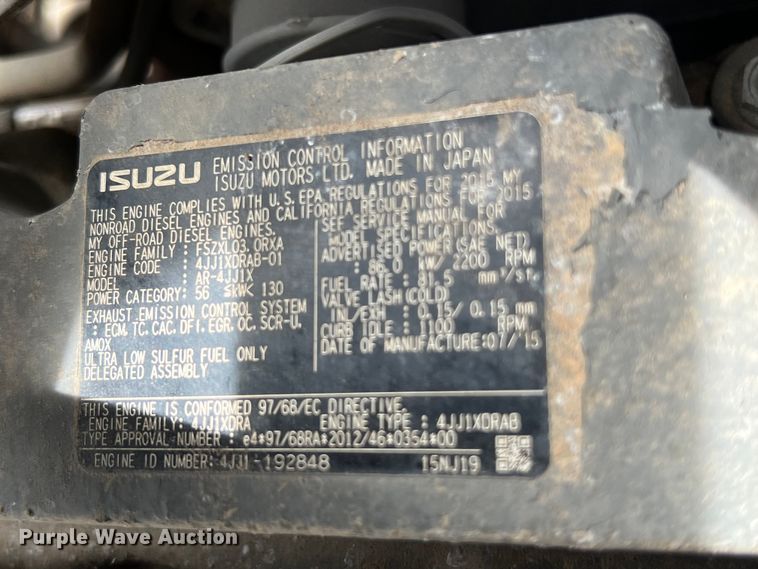 ISUZU EMISSION CONTROL INFORMATION
ISUZU MOTORS LTD. MADE IN JAPAN
THIS ENGINE COMPLIES WITH U.S.EPA REGULATIONS FOR 2015 MY
NONROAD DIESEL ENGINES AND CALIFORNIA REGULATIONS FOR 2015
MY OFF-ROAD DIESEL ENGINES.
ENGINE FAMILY : FSZXL03.0RXA
ENGINE CODE : 4JJ1XDRAB-01
MODEL : AR-4JJ1X
POWER CATEGORY: 56 ≤kW< 130
EXHAUST EMISSION CONTROL SYSTEM
: ECM, TC, CAC, DFI, EGR, OC, SCR-U,
AMOX
ULTRA LOW SULFUR FUEL ONLY
DELEGATED ASSEMBLY
SEE SERVICE MANUAL FOR
MODEL SPECIFICATIONS.
ADVERTISED POWER(SAE NET)
: 86.0 kW/ 2200 RPM
FUEL RATE : 81.5 mm³/st.
VALVE LASH(COLD)
IN/EXH : 0.15/ 0.15 mm
CURB IDLE : 1100 RPM
DATE OF MANUFACTURE:07/'15
THIS ENGINE IS CONFORMED 97/68/EC DIRECTIVE.
ENGINE FAMILY: 4JJ1XDRA ENGINE TYPE : 4JJ1XDRAB
TYPE APPROVAL NUMBER : e4*97/68RA*2012/46*0354*00
ENGINE ID NUMBER: 4JJ1-192848 15NJ19
Purple Wave Auction